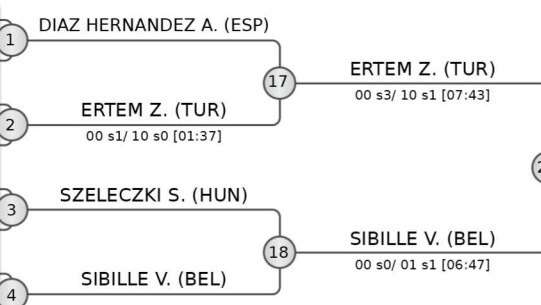 DIAZ HERNANDEZ A. (ESP)
1
17
ERTEM Z. (TUR)
00 s3/ 10 s1 [07:43]
ERTEM Z. (TUR)
2
00 s1/ 10 s0 [01:37]
SZELECZKI S. (HUN)
3
18
SIBILLE V. (BEL)
00 s0/ 01 s1 [06:47]
SIBILLE V. (BEL)
4